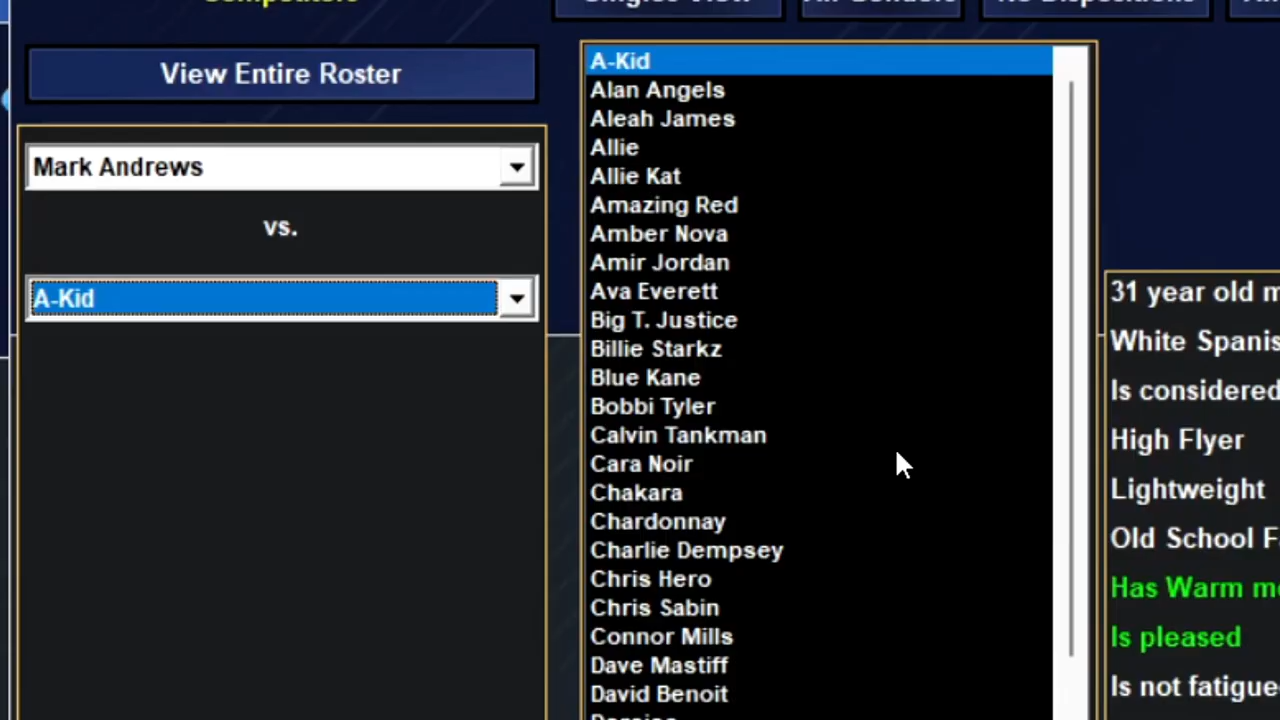 View Entire Roster
Mark Andrews
vs.
A-Kid
A-Kid
Alan Angels
Aleah James
Allie
Allie Kat
Amazing Red
Amber Nova
Amir Jordan
Ava Everett
Big T. Justice
Billie Starkz
Blue Kane
Bobbi Tyler
Calvin Tankman
Cara Noir
Chakara
Chardonnay
Charlie Dempsey
Chris Hero
Chris Sabin
Connor Mills
Dave Mastiff
David Benoit
31 year old
White
Is considered
High Flyer
Lightweight
Old School
Has Warm
Is pleased
Is not